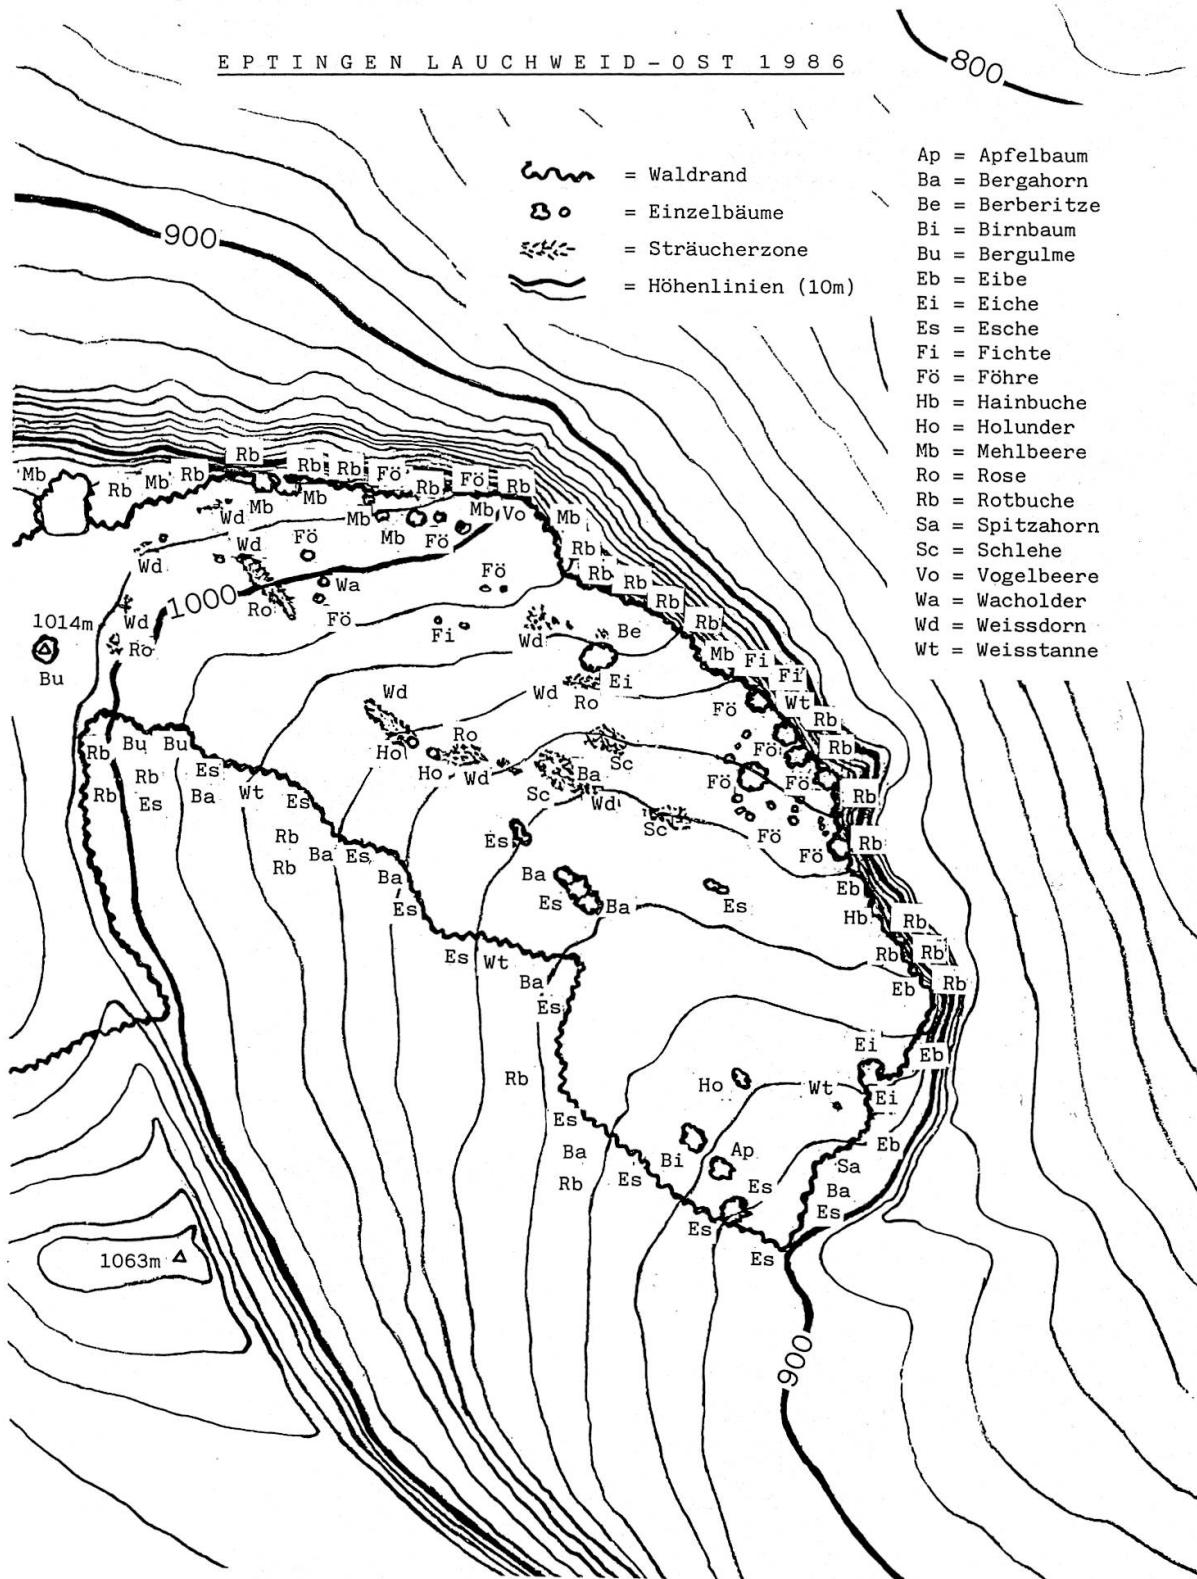 EPTINGEN LAUCHWEID-OST 1986
800
= Waldrand
= Einzelbäume
= Sträucherzone
= Höhenlinien (10m)
Ap = Apfelbaum
Ba = Bergahorn
Be = Berberitze
Bi = Birnbaum
Bu = Bergulme
Eb = Eibe
Ei = Eiche
Es = Esche
Fi = Fichte
Fö = Föhre
Hb = Hainbuche
Ho = Holunder
Mb = Mehlbeere
Ro = Rose
Rb = Rotbuche
Sa = Spitzahorn
Sc = Schlehe
Vo = Vogelbeere
Wa = Wacholder
Wd = Weissdorn
Wt = Weisstanne
900
Rb
Mb Rb Mb Rb Rb Rb Fö Rb Fö Rb
Wd Mb Mb Mb Mb Fö Mb Vo Mb
Wd Wd Fö Rb
1000 Ro Wa Fö Fö Rb Rb
1014m Wd Ro Fi Wd Be Rb Rb
Bu Ei Mb Fi Fi
Wd Wd Ro Fö Wt Rb
Rb Bu Bu Ho Ro Sc Fö Rb
Rb Es Ho Wd Ba
Rb Es Ba Wt Es Sc Wd Fö Fö Rb
Rb Es Sc Fö Rb
Rb Ba Es Fö
Ba Ba Es Eb
Es Es Ba Hb Rb
Es Wt Rb Rb
Ba Eb Rb
Es
Ei Eb
Rb Ho Wt Ei
Es Eb
Ba Bi Ap Sa
Rb Es Es Ba
Es Es
1063m Es
900